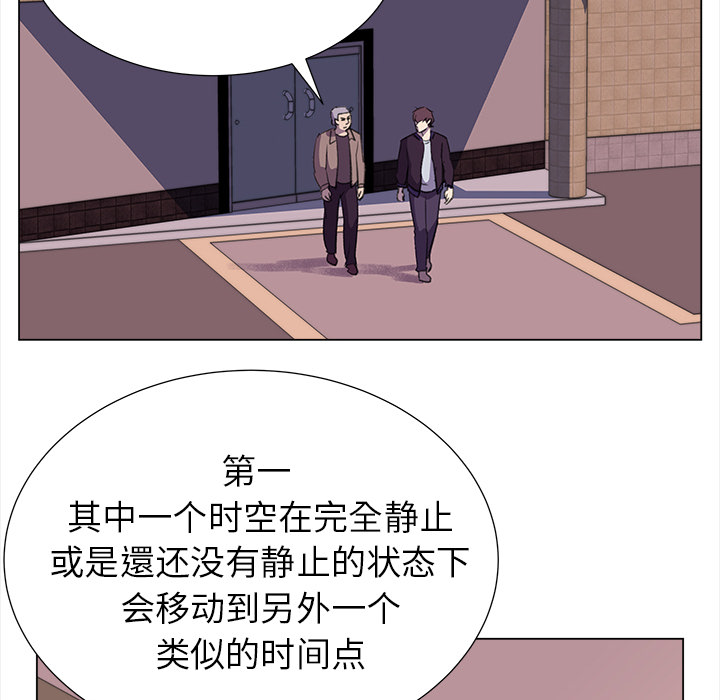 第一
其中一个时空在完全静止
或是還还没有静止的状态下
会移动到另外一个
类似的时间点